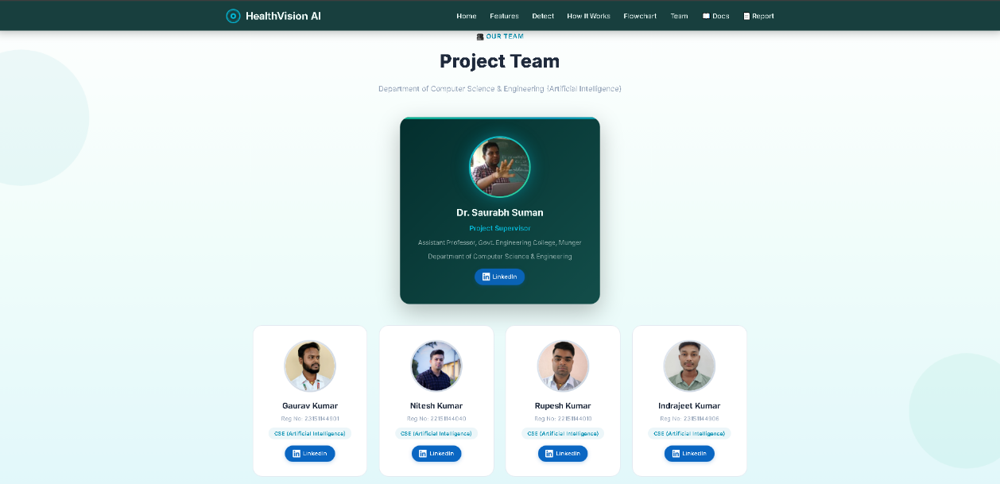 HealthVision AI
Home Features Detect How It Works Flowchart Team Docs Report
OUR TEAM
Project Team
Department of Computer Science & Engineering (Artificial Intelligence)
Dr. Saurabh Suman
Project Supervisor
Assistant Professor, Govt. Engineering College, Munger
Department of Computer Science & Engineering
LinkedIn
Gaurav Kumar
Reg No: 23151144901
CSE (Artificial Intelligence)
LinkedIn
Nitesh Kumar
Reg No: 22151144040
CSE (Artificial Intelligence)
LinkedIn
Rupesh Kumar
Reg No: 22151144010
CSE (Artificial Intelligence)
LinkedIn
Indrajeet Kumar
Reg No: 23151144906
CSE (Artificial Intelligence)
LinkedIn